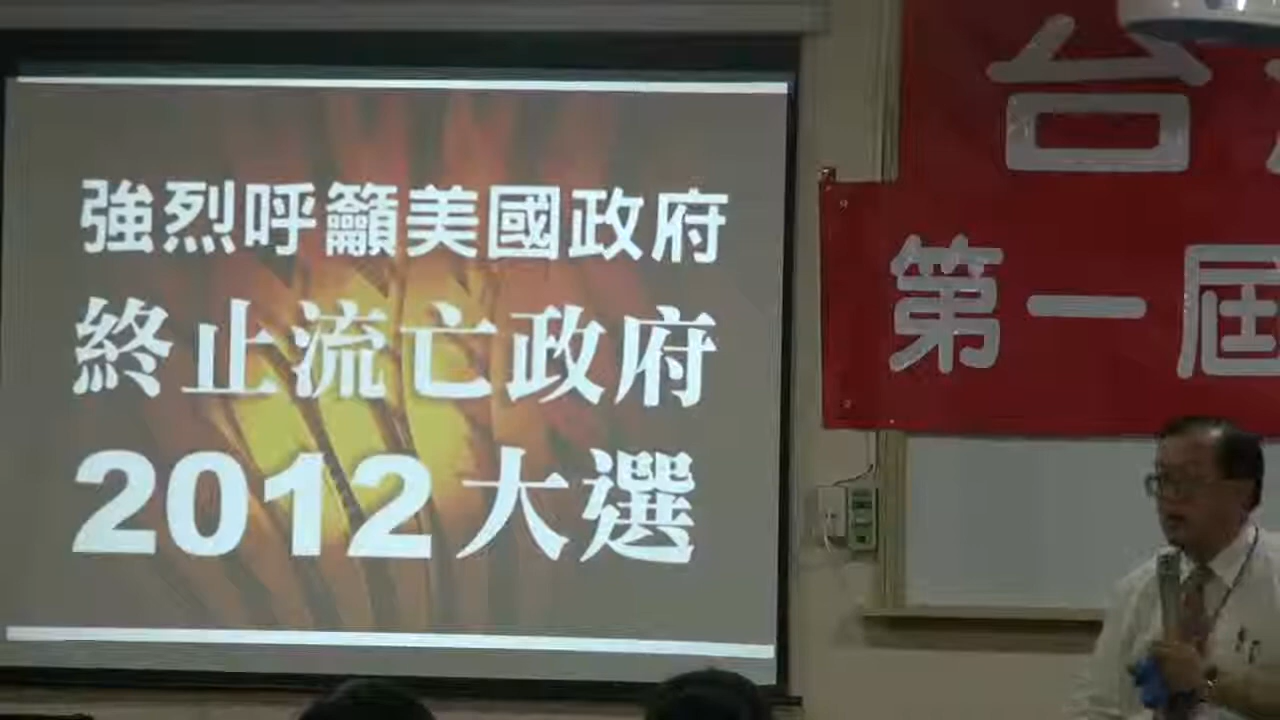 強烈呼籲美國政府
終止流亡政府
2012大選
台
第一屆